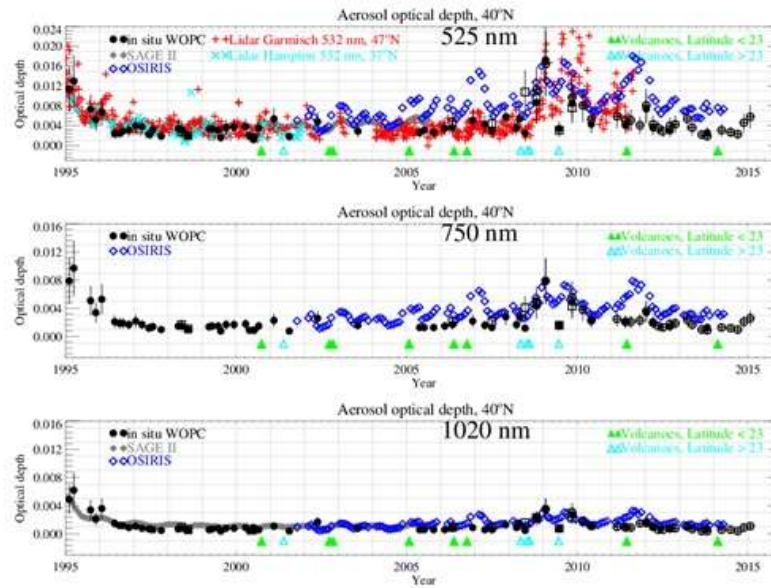 Aerosol optical depth, 40°N
0.024
0.020
0.016
0.012
0.008
0.004
0.000
Optical depth
in situ WOPC
SAGE II
OSIRIS
Lidar Garmisch 532 nm, 47°N
Lidar Hampton 532 nm, 37°N
525 nm
Volcanoes, Latitude < 23
Volcanoes, Latitude > 23
1995 2000 2005 2010 2015
Year
Aerosol optical depth, 40°N
0.016
0.012
0.008
0.004
0.000
Optical depth
in situ WOPC
OSIRIS
750 nm
Volcanoes, Latitude < 23
Volcanoes, Latitude > 23
1995 2000 2005 2010 2015
Year
Aerosol optical depth, 40°N
0.016
0.012
0.008
0.004
0.000
Optical depth
in situ WOPC
SAGE II
OSIRIS
1020 nm
Volcanoes, Latitude < 23
Volcanoes, Latitude > 23
1995 2000 2005 2010 2015
Year